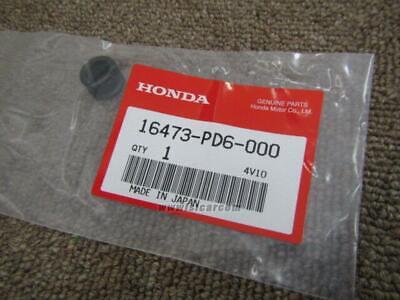 HONDA
GENUINE PARTS
Honda Motor Co., Ltd.
16473-PD6-000
QTY 1
4V10
MADE IN JAPAN